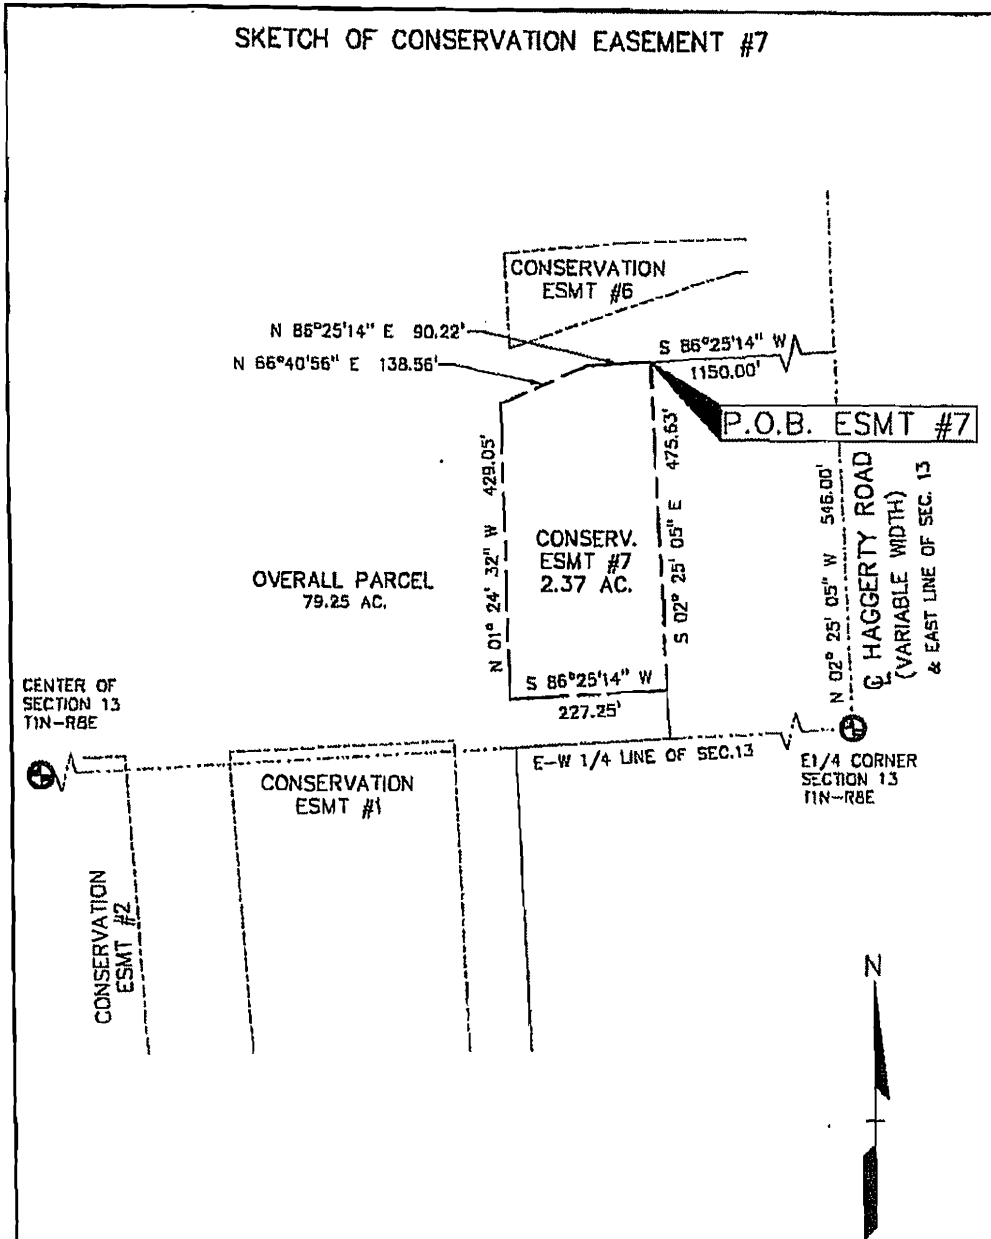 SKETCH OF CONSERVATION EASEMENT #7
CONSERVATION
ESMT #6
N 86°25'14" E 90.22'
N 66°40'56" E 138.56'
S 86°25'14" W
1150.00'
P.O.B. ESMT #7
N 01° 24' 32" W 429.05'
S 02° 25' 05" E 475.63'
CONSERV.
ESMT #7
2.37 AC.
OVERALL PARCEL
79.25 AC.
N 02° 25' 05" W 546.00'
℄ HAGGERTY ROAD
(VARIABLE WIDTH)
& EAST LINE OF SEC. 13
S 86°25'14" W
227.25'
CENTER OF
SECTION 13
T1N-R8E
E-W 1/4 LINE OF SEC.13
E1/4 CORNER
SECTION 13
T1N-R8E
CONSERVATION
ESMT #1
CONSERVATION
ESMT #2
N